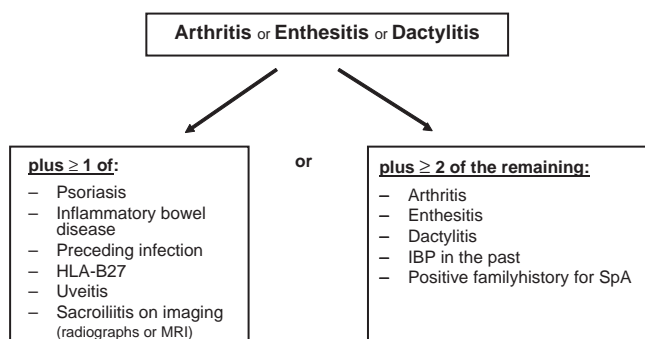 Arthritis or Enthesitis or Dactylitis
plus ≥ 1 of:
– Psoriasis
– Inflammatory bowel
disease
– Preceding infection
– HLA-B27
– Uveitis
– Sacroiliitis on imaging
(radiographs or MRI)
or
plus ≥ 2 of the remaining:
– Arthritis
– Enthesitis
– Dactylitis
– IBP in the past
– Positive familyhistory for SpA